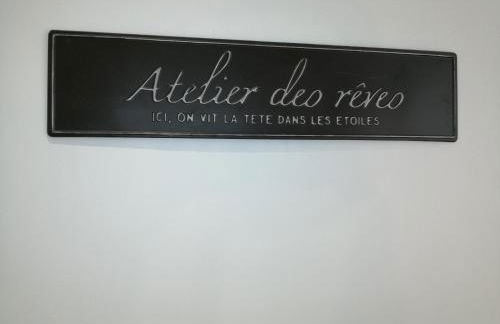 Atelier des rêves
ICI, ON VIT LA TETE DANS LES ETOILES